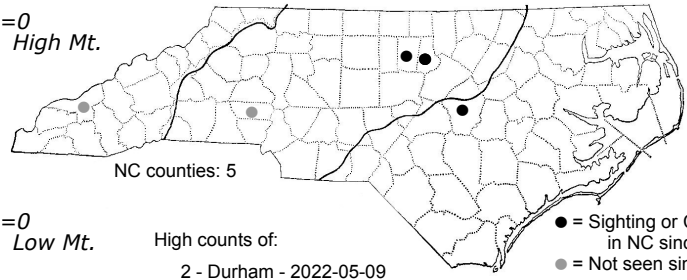 =0
High Mt.
NC counties: 5
=0
Low Mt.
High counts of:
2 - Durham - 2022-05-09
● = Sighting or
in NC sinc
● = Not seen sin